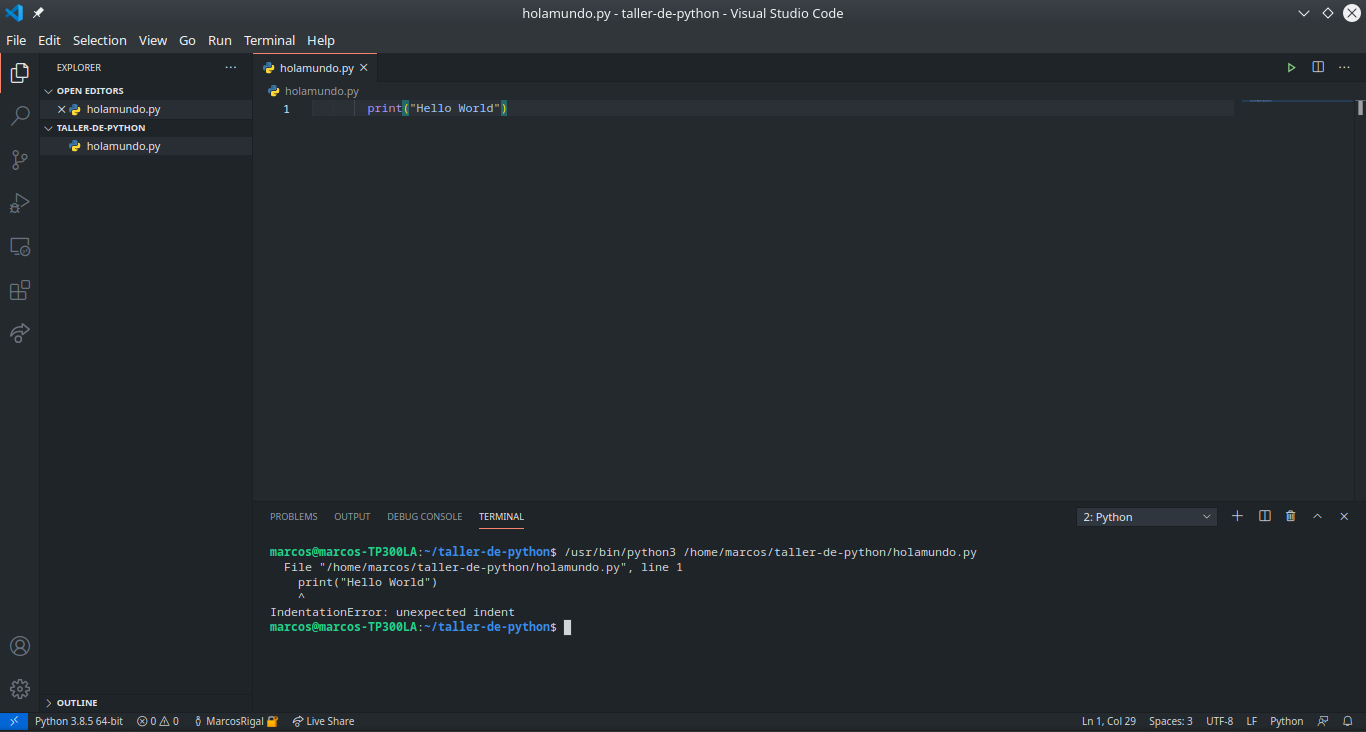 holamundo.py - taller-de-python - Visual Studio Code
File Edit Selection View Go Run Terminal Help
EXPLORER
OPEN EDITORS
holamundo.py
TALLER-DE-PYTHON
holamundo.py
OUTLINE
holamundo.py
holamundo.py
1 print("Hello World")
PROBLEMS OUTPUT DEBUG CONSOLE TERMINAL
2: Python
marcos@marcos-TP300LA:~/taller-de-python$ /usr/bin/python3 /home/marcos/taller-de-python/holamundo.py
File "/home/marcos/taller-de-python/holamundo.py", line 1
print("Hello World")
^
IndentationError: unexpected indent
marcos@marcos-TP300LA:~/taller-de-python$
Python 3.8.5 64-bit 0 0 MarcosRigal Live Share Ln 1, Col 29 Spaces: 3 UTF-8 LF Python